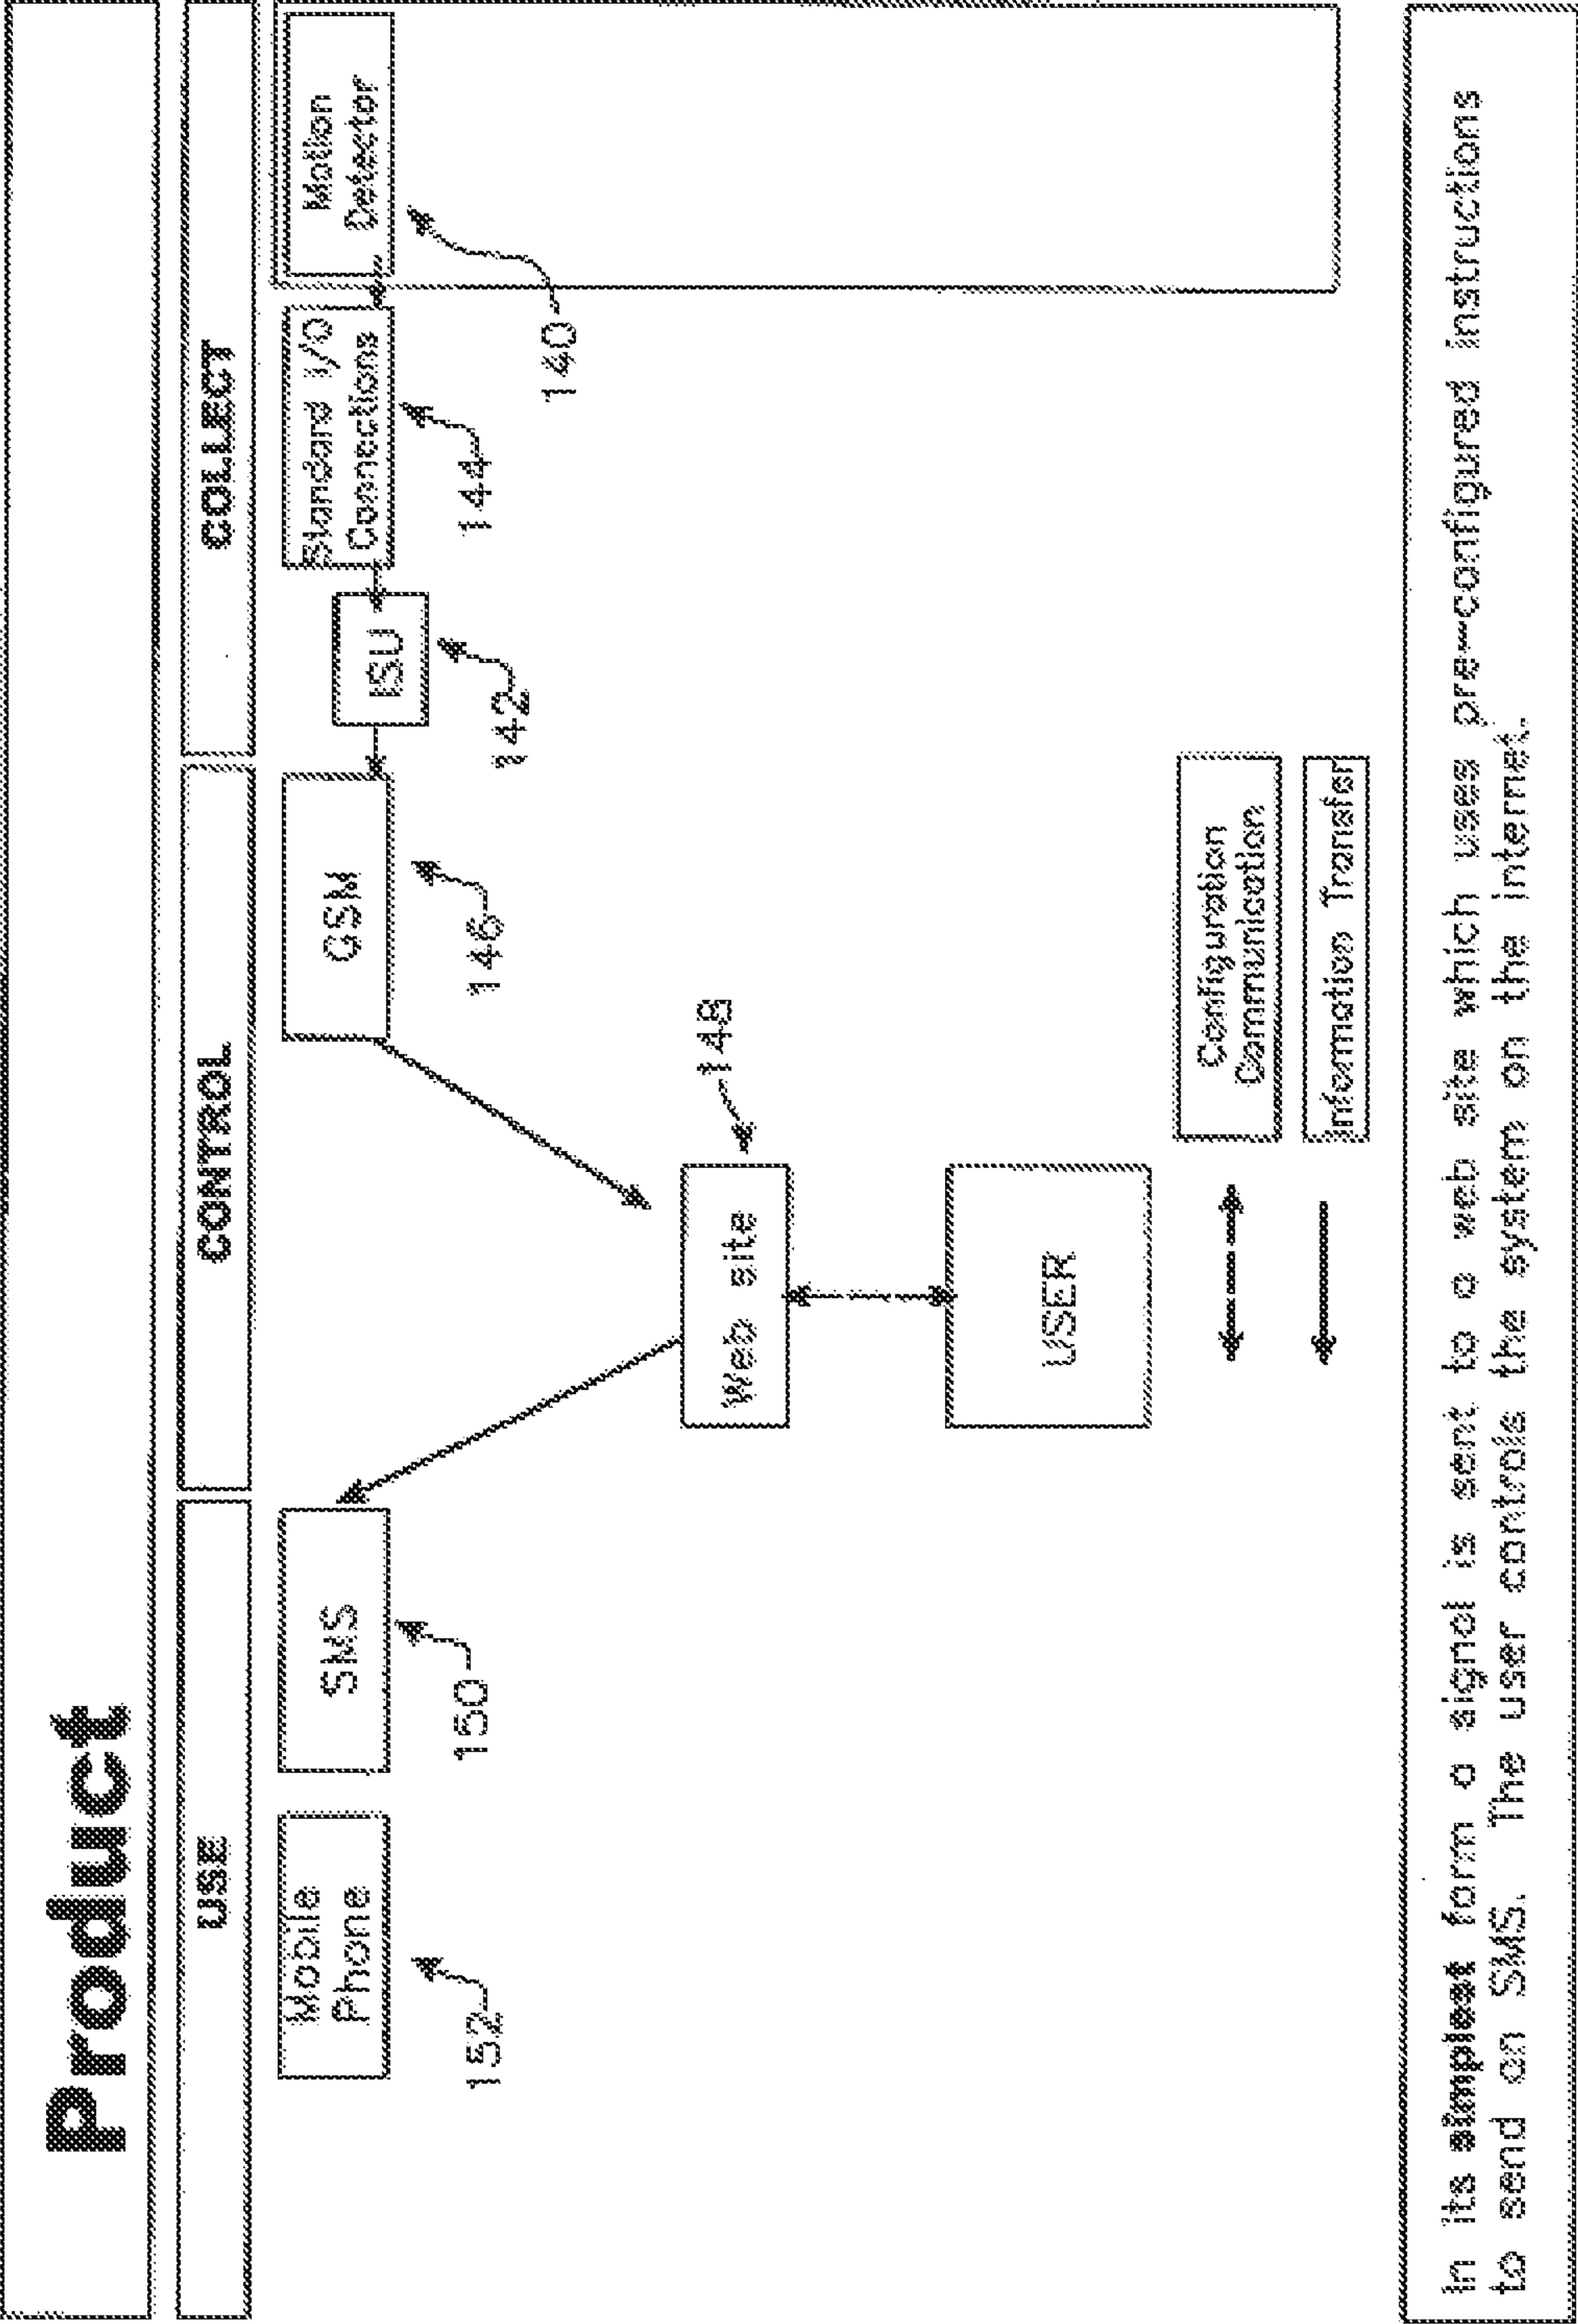 Product
USE
CONTROL
COLLECT
Mobile
Phone
SMS
GSM
ISU
Standard I/O
Connections
Motion
Detector
152
150
146
142
144
140
148
Web site
USER
Configuration
Communication
Information Transfer
In its simplest form a signal is sent to a web site which uses pre-configured instructions
to send an SMS. The user controls the system on the internet.